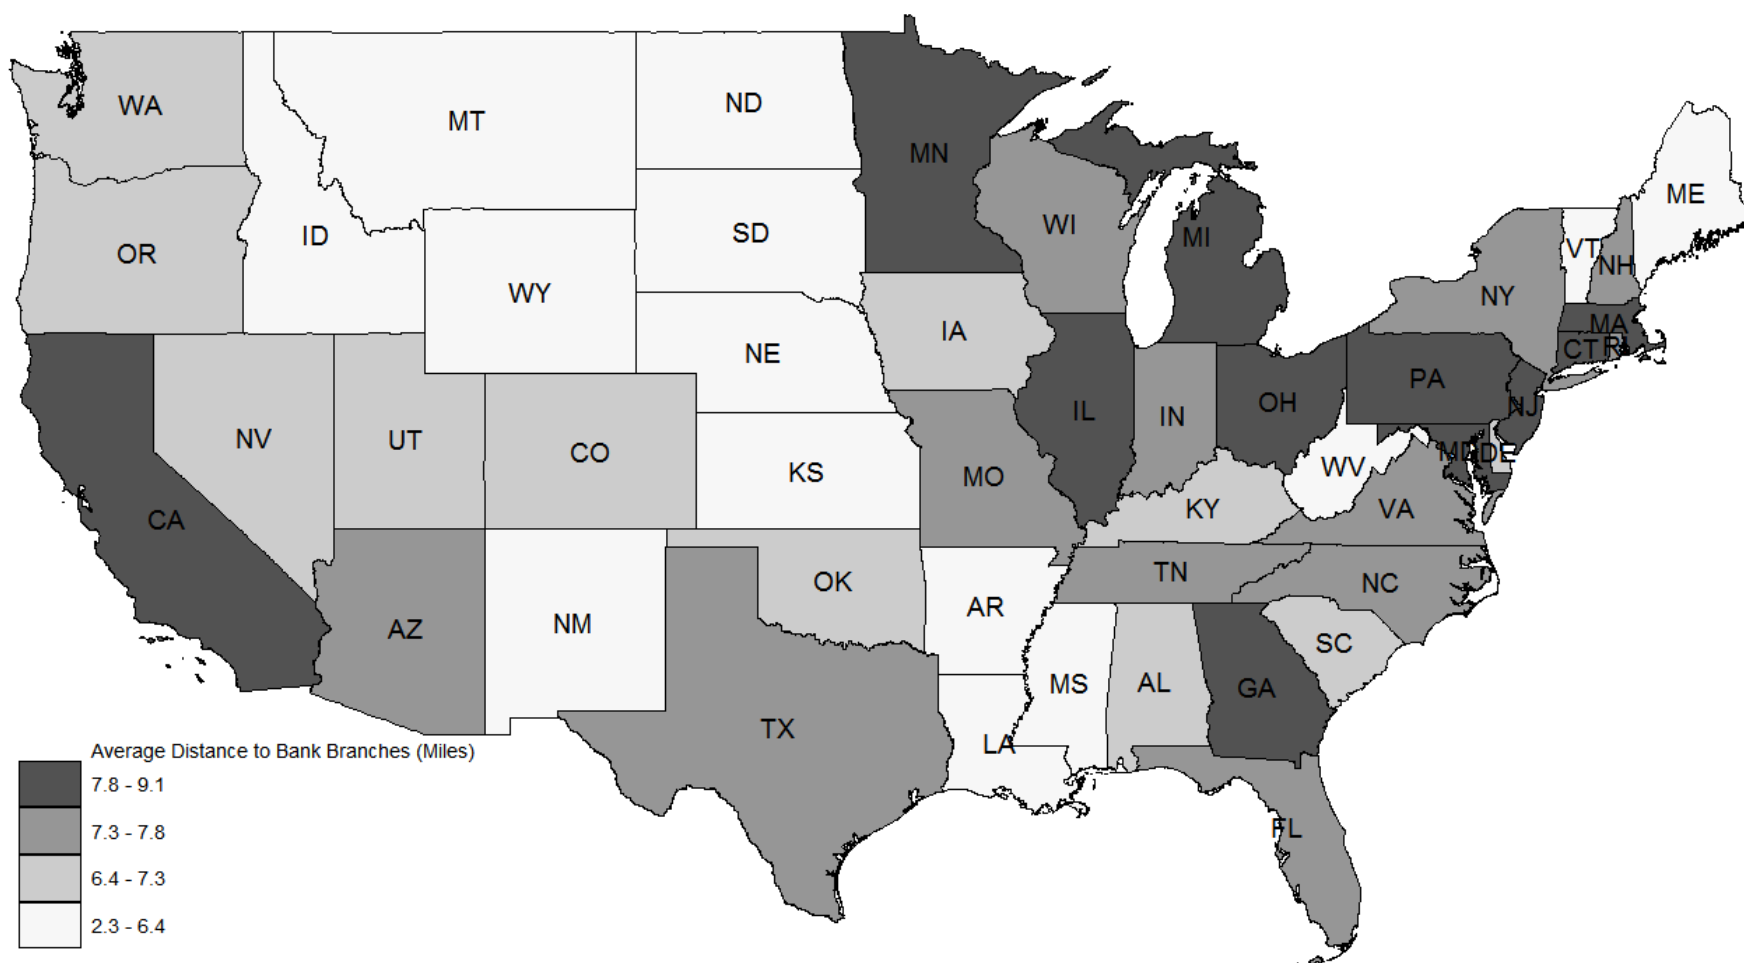 WA
MT
ND
MN
ME
OR
ID
SD
WI
MI
VT
NH
WY
NY
NE
IA
MA
CT
RI
PA
NV
UT
CO
KS
MO
IL
IN
OH
NJ
WV
MD
DE
CA
KY
VA
AZ
NM
OK
AR
TN
NC
TX
LA
MS
AL
GA
SC
FL
Average Distance to Bank Branches (Miles)
7.8 - 9.1
7.3 - 7.8
6.4 - 7.3
2.3 - 6.4